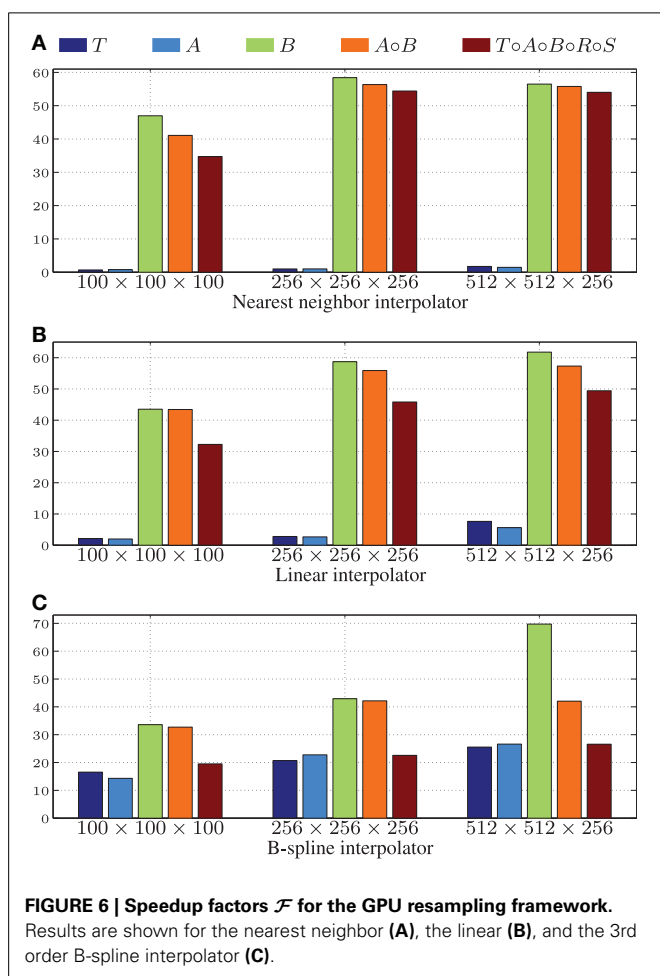 A
T A B A∘B T∘A∘B∘R∘S
60
50
40
30
20
10
0
100 × 100 × 100 256 × 256 × 256 512 × 512 × 256
Nearest neighbor interpolator
B
60
50
40
30
20
10
0
100 × 100 × 100 256 × 256 × 256 512 × 512 × 256
Linear interpolator
C
70
60
50
40
30
20
10
0
100 × 100 × 100 256 × 256 × 256 512 × 512 × 256
B-spline interpolator
FIGURE 6 | Speedup factors ℱ for the GPU resampling framework.
Results are shown for the nearest neighbor (A), the linear (B), and the 3rd
order B-spline interpolator (C).